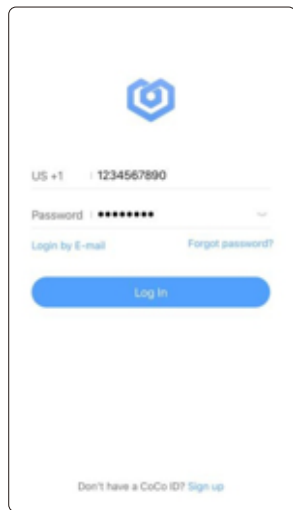 US +1 1234567890
Password ••••••••
Login by E-mail Forgot password?
Log In
Don't have a CoCo ID? Sign up